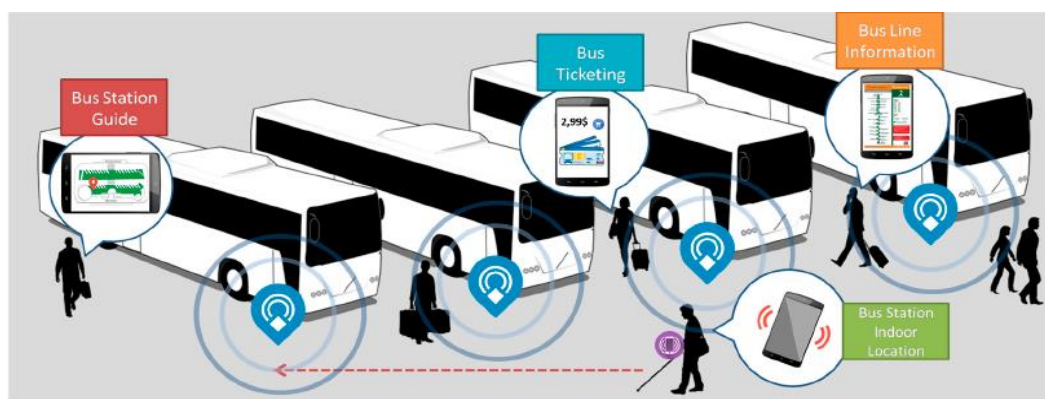 Bus Station
Guide
Bus
Ticketing
2,99$
Bus Line
Information
Bus Station
Indoor
Location